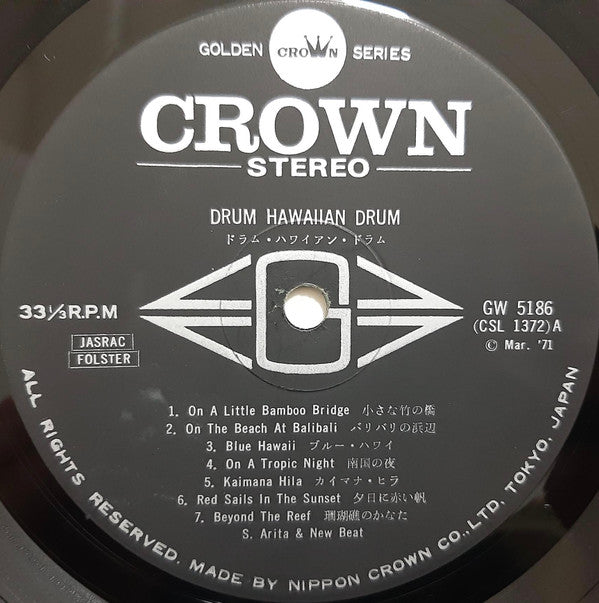 GOLDEN CROWN SERIES
CROWN
STEREO
DRUM HAWAIIAN DRUM
ドラム・ハワイアン・ドラム
33⅓R.P.M
G
GW 5186
(CSL 1372)A
JASRAC
FOLSTER
© Mar. '71
1. On A Little Bamboo Bridge 小さな竹の橋
2. On The Beach At Balibali バリバリの浜辺
3. Blue Hawaii ブルー・ハワイ
4. On A Tropic Night 南国の夜
5. Kaimana Hila カイマナ・ヒラ
6. Red Sails In The Sunset 夕日に赤い帆
7. Beyond The Reef 珊瑚礁のかなた
S. Arita & New Beat
ALL RIGHTS RESERVED. MADE BY NIPPON CROWN CO., LTD, TOKYO, JAPAN